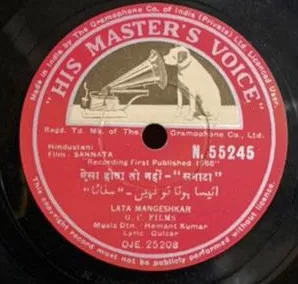 Made in India by The Gramophone Co. of India (Private) Ltd. Licensed User.
"HIS MASTER'S VOICE"
Regd. Td. Mk. of The Gramophone Co., Ltd.
Hindustani
Film: SANNATA
N. 55245
"Recording First Published 1966"
ऐसा होता तो नहीं - "सन्नाटा"
ایسا ہوتا تو نہیں - "سناٹا"
LATA MANGESHKAR
G. C. FILMS
Music Dtn. Hemant Kumar
Lyric Gulzar
OJE. 25208
This copyright record must not be publicly performed without licence